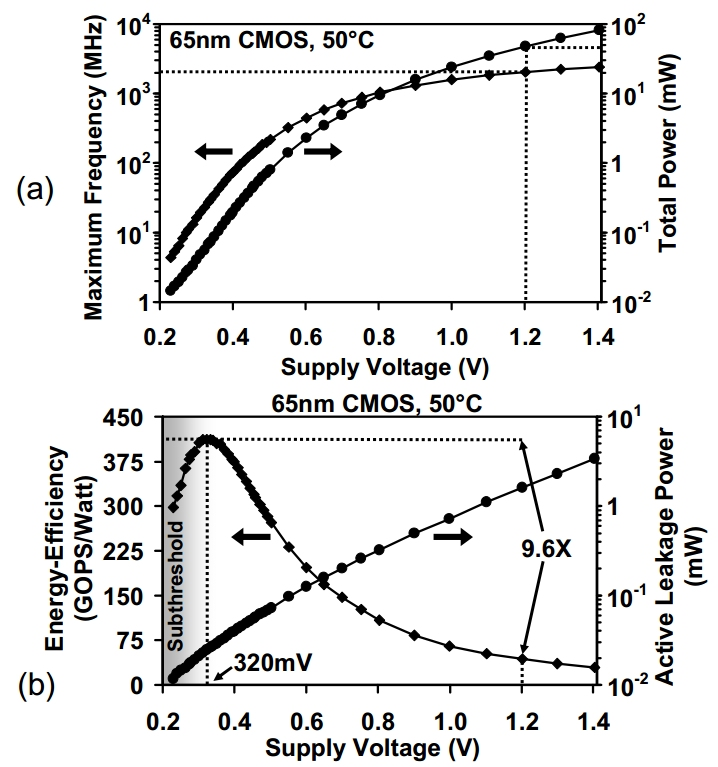 (a)
65nm CMOS, 50°C
Maximum Frequency (MHz)
10⁴
10³
10²
10¹
1
Total Power (mW)
10²
10¹
1
10⁻¹
10⁻²
0.2 0.4 0.6 0.8 1.0 1.2 1.4
Supply Voltage (V)
(b)
65nm CMOS, 50°C
Energy-Efficiency
(GOPS/Watt)
450
375
300
225
150
75
0
Subthreshold
320mV
9.6X
Active Leakage Power
(mW)
10¹
1
10⁻¹
10⁻²
0.2 0.4 0.6 0.8 1.0 1.2 1.4
Supply Voltage (V)